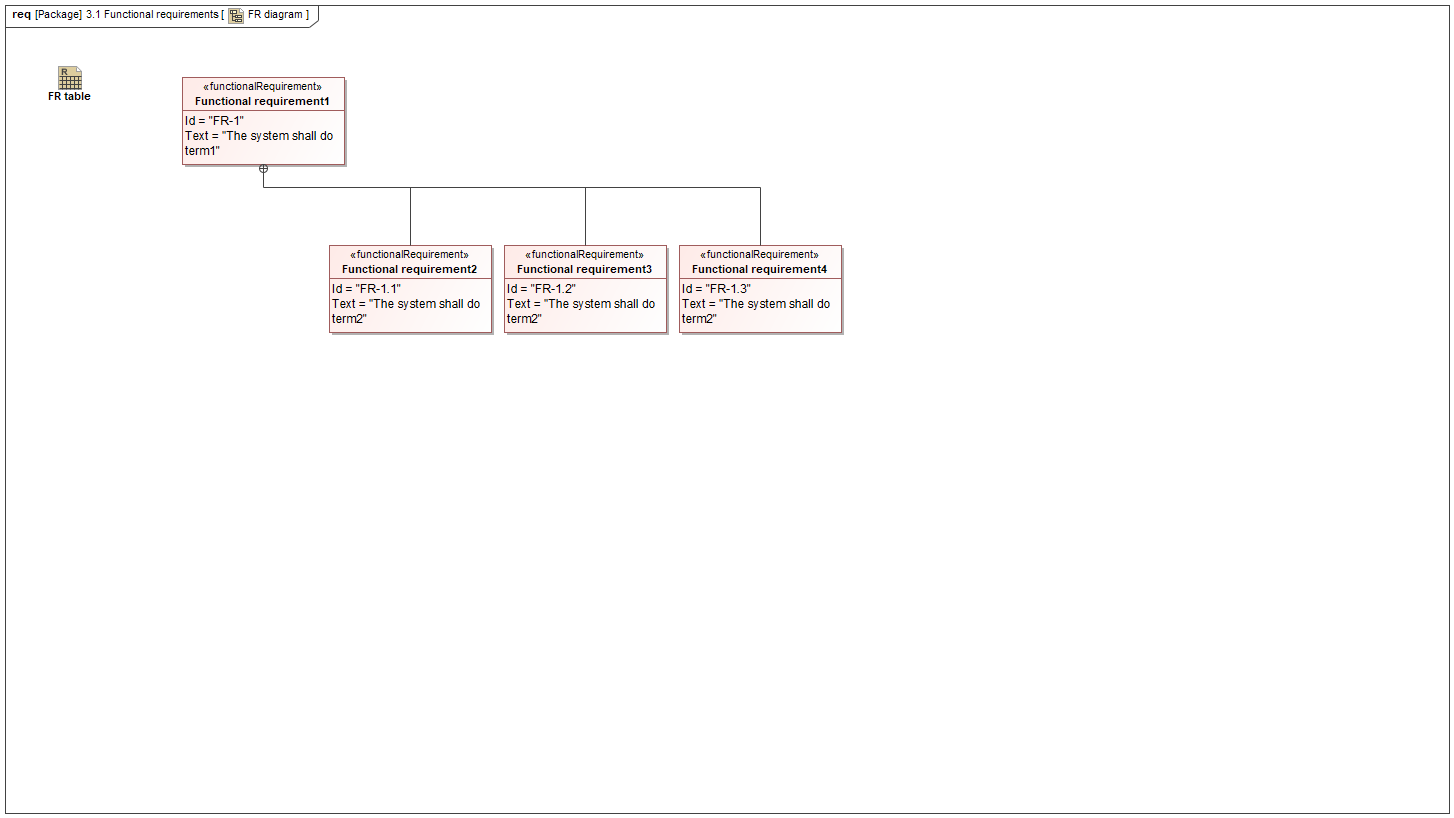 req [Package] 3.1 Functional requirements [ FR diagram ]
R
FR table
«functionalRequirement»
Functional requirement1
Id = "FR-1"
Text = "The system shall do
term1"
«functionalRequirement»
Functional requirement2
Id = "FR-1.1"
Text = "The system shall do
term2"
«functionalRequirement»
Functional requirement3
Id = "FR-1.2"
Text = "The system shall do
term2"
«functionalRequirement»
Functional requirement4
Id = "FR-1.3"
Text = "The system shall do
term2"